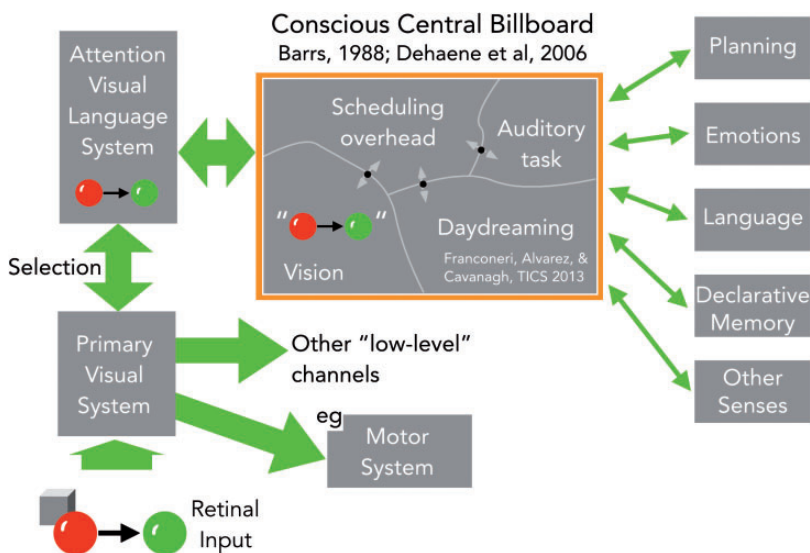 Conscious Central Billboard
Barrs, 1988; Dehaene et al, 2006
Attention
Visual
Language
System
Scheduling
overhead
Auditory
task
" "
Vision
Daydreaming
Franconeri, Alvarez, &
Cavanagh, TICS 2013
Planning
Emotions
Language
Declarative
Memory
Other
Senses
Selection
Primary
Visual
System
Other "low-level"
channels
eg
Motor
System
Retinal
Input